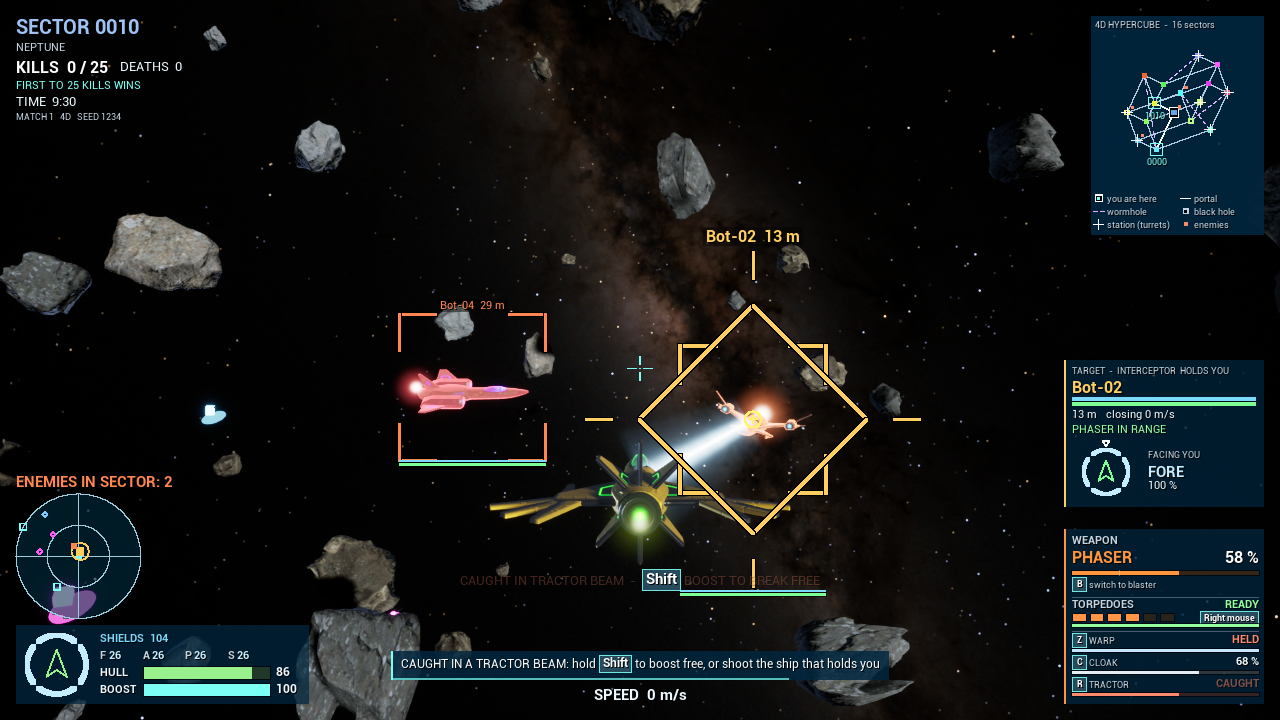 SECTOR 0010
NEPTUNE
KILLS 0 / 25 DEATHS 0
FIRST TO 25 KILLS WINS
TIME 9:30
MATCH 1 4D SEED 1234
4D HYPERCUBE - 16 sectors
0000
you are here
portal
wormhole
black hole
station (turrets)
enemies
Bot-02 13 m
Bot-04 29 m
TARGET - INTERCEPTOR HOLDS YOU
Bot-02
13 m closing 0 m/s
PHASER IN RANGE
FACING YOU
FORE
100 %
ENEMIES IN SECTOR: 2
CAUGHT IN TRACTOR BEAM - Shift BOOST TO BREAK FREE
WEAPON
PHASER 58 %
B switch to blaster
TORPEDOES READY
Right mouse
Z WARP HELD
C CLOAK 68 %
R TRACTOR CAUGHT
SHIELDS 104
F 26 A 26 P 26 S 26
HULL 86
BOOST 100
CAUGHT IN A TRACTOR BEAM: hold Shift to boost free, or shoot the ship that holds you
SPEED 0 m/s